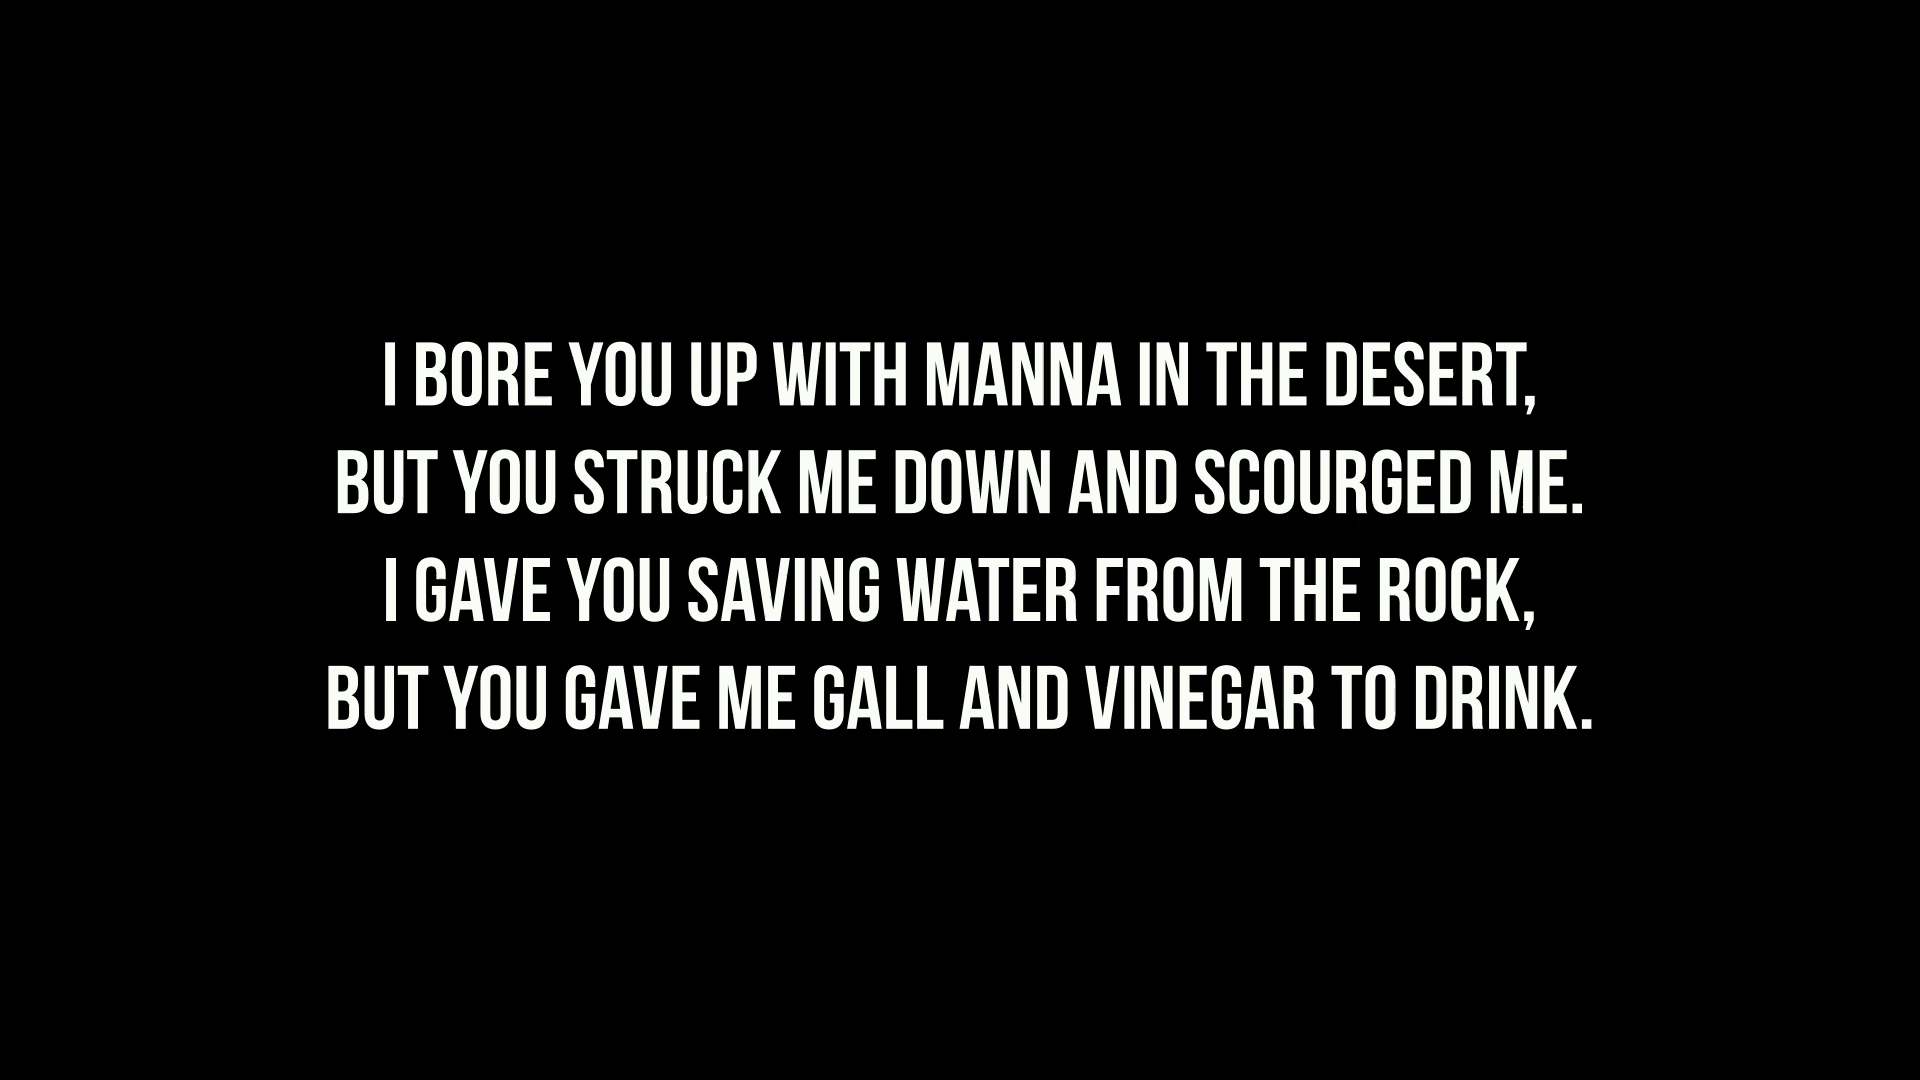 I BORE YOU UP WITH MANNA IN THE DESERT,
BUT YOU STRUCK ME DOWN AND SCOURGED ME.
I GAVE YOU SAVING WATER FROM THE ROCK,
BUT YOU GAVE ME GALL AND VINEGAR TO DRINK.